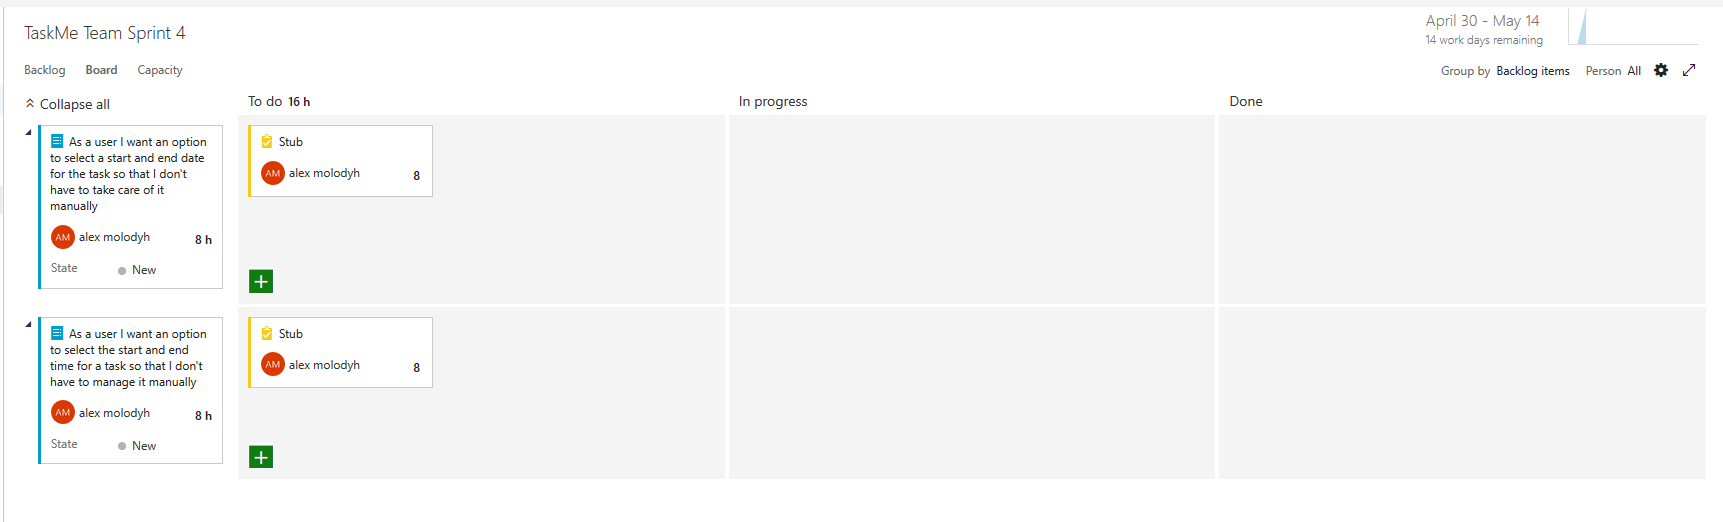 TaskMe Team Sprint 4
April 30 - May 14
14 work days remaining
Backlog Board Capacity
Group by Backlog items Person All
Collapse all
To do 16 h
In progress
Done
As a user I want an option
to select a start and end date
for the task so that I don't
have to take care of it
manually
AM alex molodyh 8 h
State New
Stub
AM alex molodyh 8
As a user I want an option
to select the start and end
time for a task so that I don't
have to manage it manually
AM alex molodyh 8 h
State New
Stub
AM alex molodyh 8